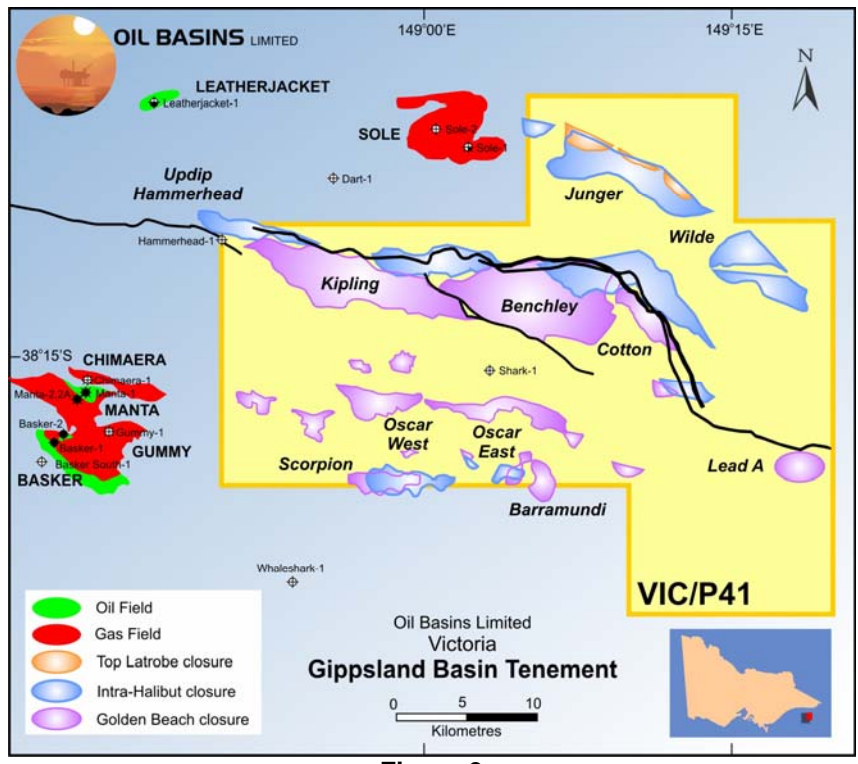 OIL BASINS LIMITED
149°00'E
149°15'E
N
LEATHERJACKET
Leatherjacket-1
SOLE
Sole-2
Sole-1
Updip
Hammerhead
Dart-1
Junger
Hammerhead-1
Wilde
Kipling
Benchley
38°15'S
CHIMAERA
Chimaera-1
Cotton
Shark-1
Manta-2,2A
Manta-1
MANTA
Basker-2
Gummy-1
Basker-1
GUMMY
Basker South-1
BASKER
Oscar
West
Oscar
East
Scorpion
Lead A
Barramundi
Whaleshark-1
VIC/P41
Oil Field
Gas Field
Top Latrobe closure
Intra-Halibut closure
Golden Beach closure
Oil Basins Limited
Victoria
Gippsland Basin Tenement
0 5 10
Kilometres